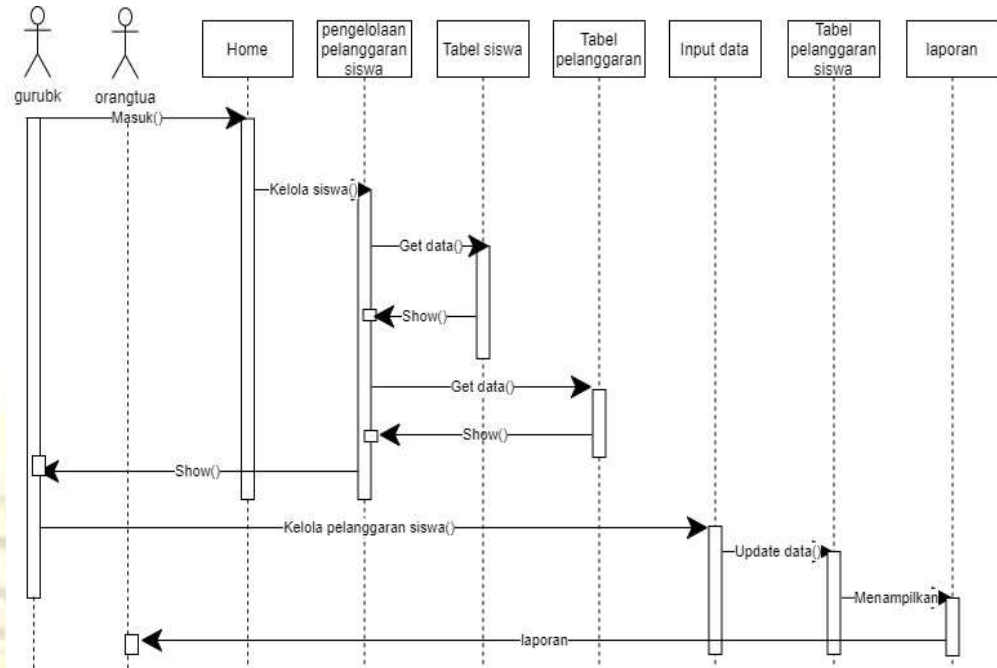 gurubk
orangtua
Home
pengelolaan
pelanggaran
siswa
Tabel siswa
Tabel
pelanggaran
Input data
Tabel
pelanggaran
siswa
laporan
Masuk()
Kelola siswa()
Get data()
Show()
Get data()
Show()
Show()
Kelola pelanggaran siswa()
Update data()
Menampilkan
laporan